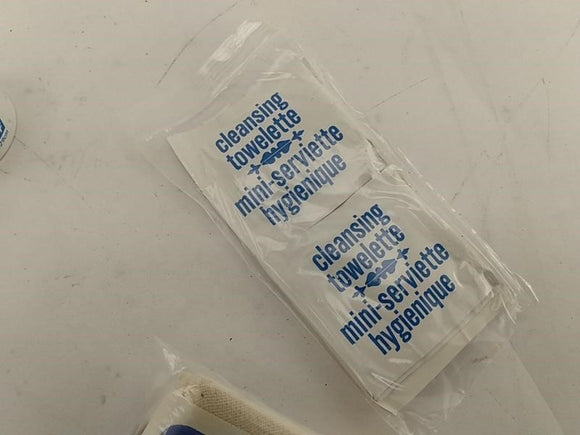 cleansing
towelette
mini-serviette
hygienique
cleansing
towelette
mini-serviette
hygienique